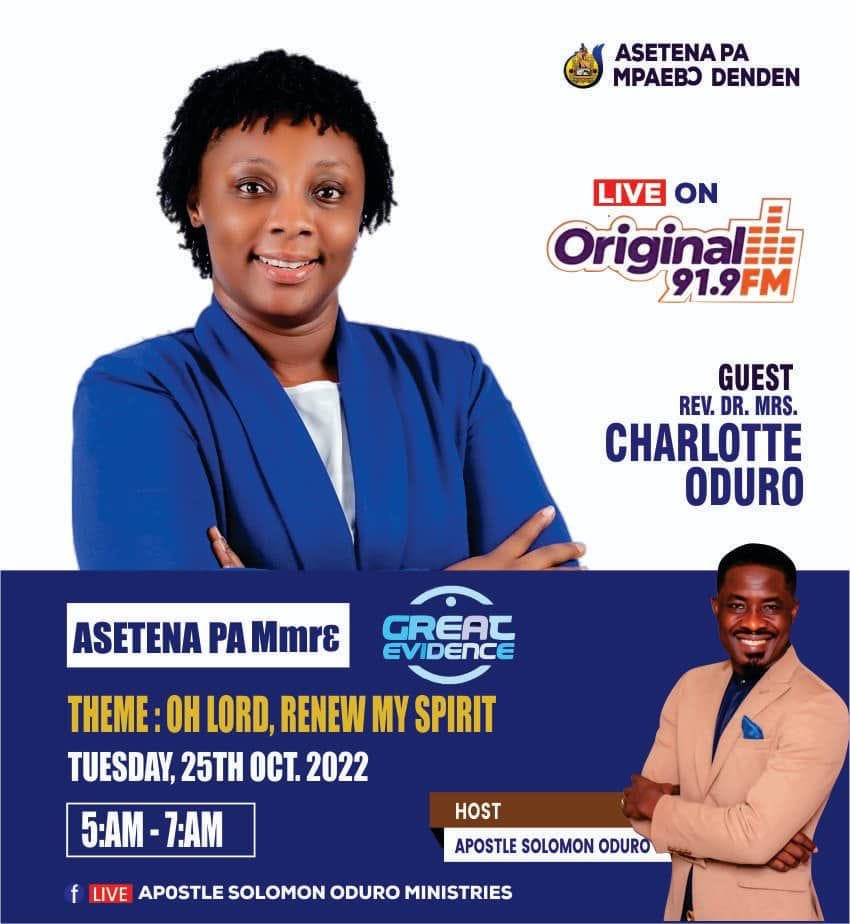 ASETENA PA
MPAEBƆ DENDEN
LIVE ON
Original
91.9FM
GUEST
REV. DR. MRS.
CHARLOTTE
ODURO
ASETENA PA Mmrɛ
GREAT
EVIDENCE
THEME : OH LORD, RENEW MY SPIRIT
TUESDAY, 25TH OCT. 2022
5:AM - 7:AM
HOST
APOSTLE SOLOMON ODURO
f LIVE APOSTLE SOLOMON ODURO MINISTRIES